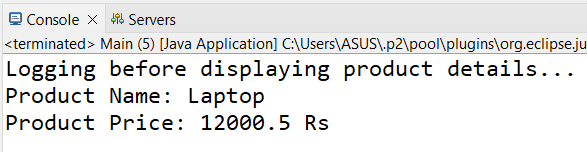 Console Servers
<terminated> Main (5) [Java Application] C:\Users\ASUS\.p2\pool\plugins\org.eclipse.ju
Logging before displaying product details...
Product Name: Laptop
Product Price: 12000.5 Rs